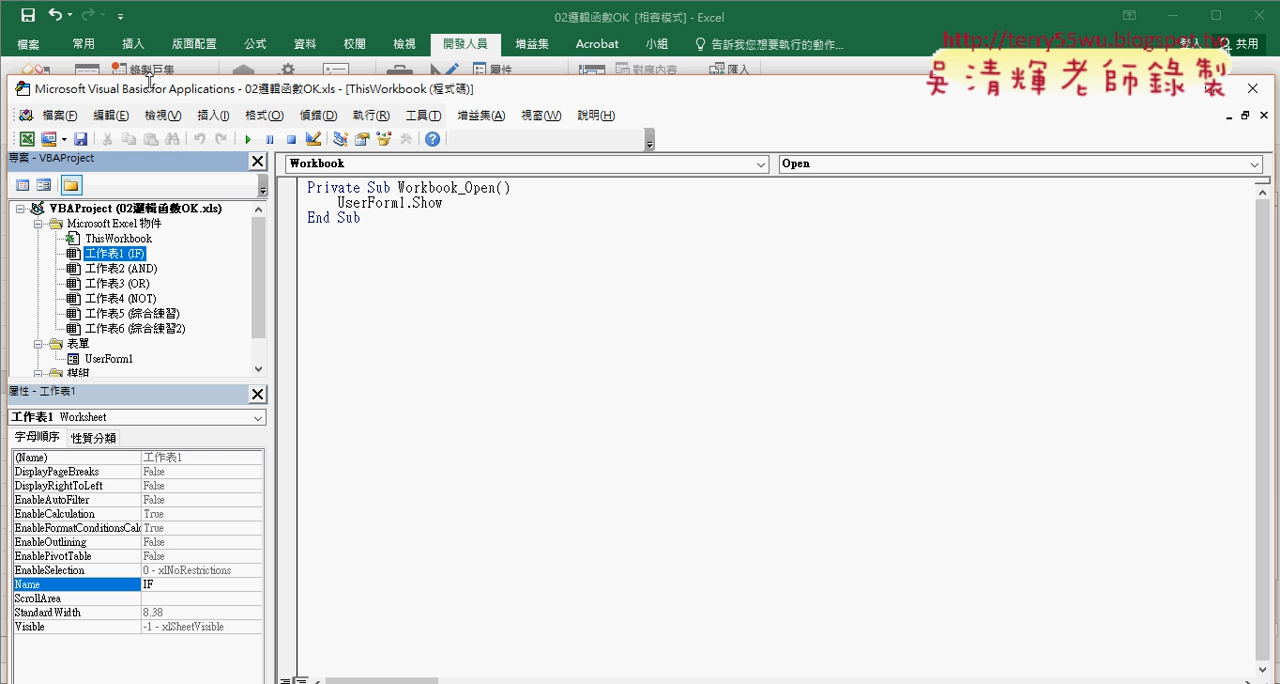 02邏輯函數OK [相容模式] - Excel
檔案 常用 插入 版面配置 公式 資料 校閱 檢視 開發人員 增益集 Acrobat 小組 告訴我您想要執行的動作... 登入 共用
http://terry55wu.blogspot.tw
錄製巨集 屬性 對應內容 匯入
吳清輝老師錄製
Microsoft Visual Basic for Applications - 02邏輯函數OK.xls - [ThisWorkbook (程式碼)]
檔案(F) 編輯(E) 檢視(V) 插入(I) 格式(O) 偵錯(D) 執行(R) 工具(T) 增益集(A) 視窗(W) 說明(H)
專案 - VBAProject
Workbook Open
VBAProject (02邏輯函數OK.xls)
Microsoft Excel 物件
ThisWorkbook
工作表1 (IF)
工作表2 (AND)
工作表3 (OR)
工作表4 (NOT)
工作表5 (綜合練習)
工作表6 (綜合練習2)
表單
UserForm1
模組
Private Sub Workbook_Open()
UserForm1.Show
End Sub
屬性 - 工作表1
工作表1 Worksheet
字母順序 性質分類
(Name) 工作表1
DisplayPageBreaks False
DisplayRightToLeft False
EnableAutoFilter False
EnableCalculation True
EnableFormatConditionsCalc True
EnableOutlining False
EnablePivotTable False
EnableSelection 0 - xlNoRestrictions
Name IF
ScrollArea
StandardWidth 8.38
Visible -1 - xlSheetVisible